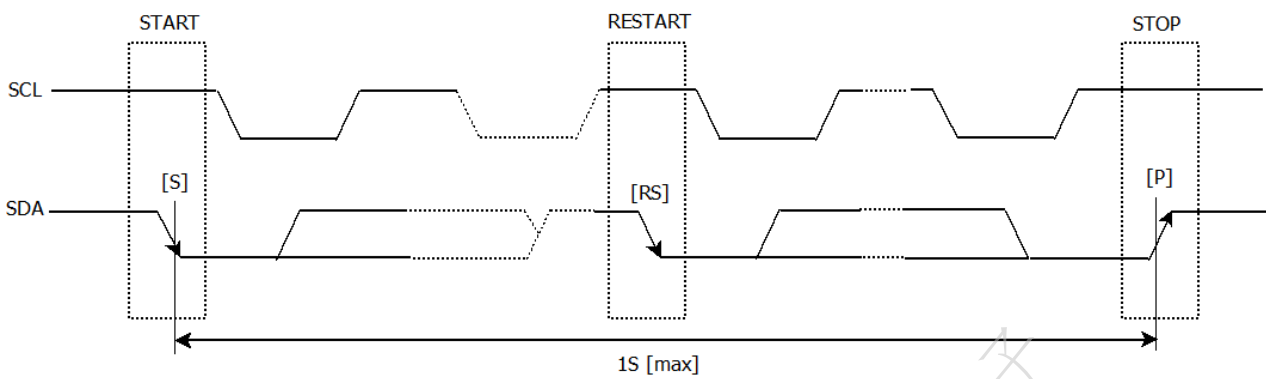 START RESTART STOP
SCL
[S] [RS] [P]
SDA
1S [max]